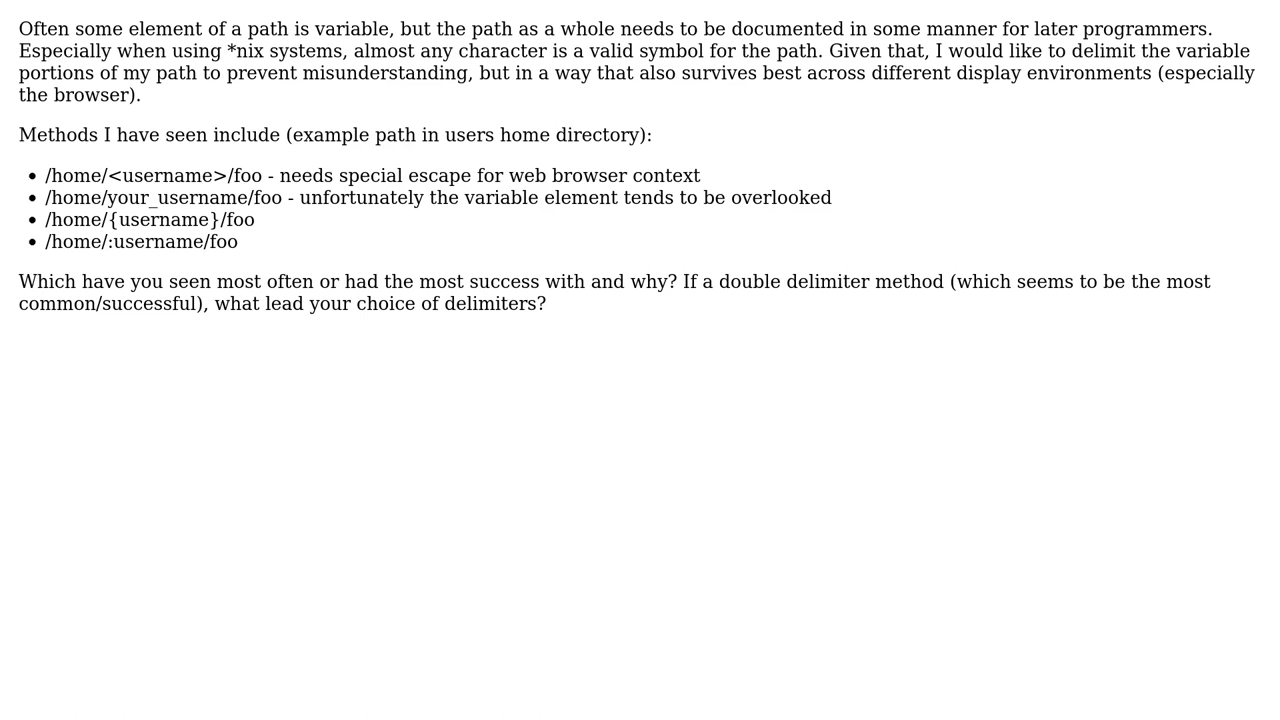 Often some element of a path is variable, but the path as a whole needs to be documented in some manner for later programmers.
Especially when using *nix systems, almost any character is a valid symbol for the path. Given that, I would like to delimit the variable
portions of my path to prevent misunderstanding, but in a way that also survives best across different display environments (especially
the browser).
Methods I have seen include (example path in users home directory):
• /home/<username>/foo - needs special escape for web browser context
• /home/your_username/foo - unfortunately the variable element tends to be overlooked
• /home/{username}/foo
• /home/:username/foo
Which have you seen most often or had the most success with and why? If a double delimiter method (which seems to be the most
common/successful), what lead your choice of delimiters?